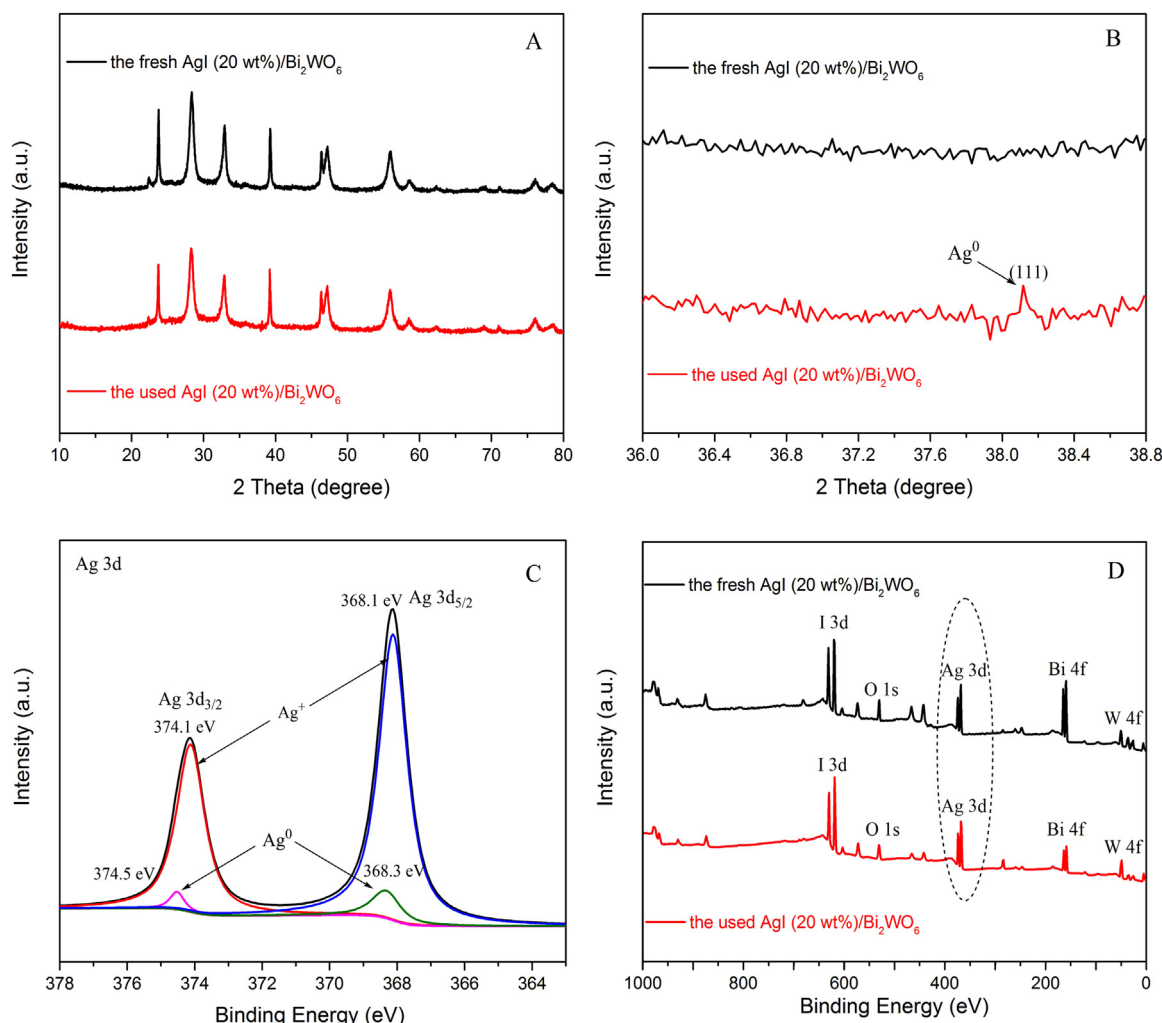 A
the fresh AgI (20 wt%)/Bi₂WO₆
the used AgI (20 wt%)/Bi₂WO₆
Intensity (a.u.)
10 20 30 40 50 60 70 80
2 Theta (degree)
B
the fresh AgI (20 wt%)/Bi₂WO₆
Ag⁰
(111)
the used AgI (20 wt%)/Bi₂WO₆
Intensity (a.u.)
36.0 36.4 36.8 37.2 37.6 38.0 38.4 38.8
2 Theta (degree)
Ag 3d
C
368.1 eV Ag 3d₅/₂
Ag 3d₃/₂
374.1 eV
Ag⁺
Ag⁰
374.5 eV
368.3 eV
Intensity (a.u.)
378 376 374 372 370 368 366 364
Binding Energy (eV)
D
the fresh AgI (20 wt%)/Bi₂WO₆
I 3d
O 1s
Ag 3d
Bi 4f
W 4f
I 3d
O 1s
Ag 3d
Bi 4f
W 4f
the used AgI (20 wt%)/Bi₂WO₆
Intensity (a.u.)
1000 800 600 400 200 0
Binding Energy (eV)